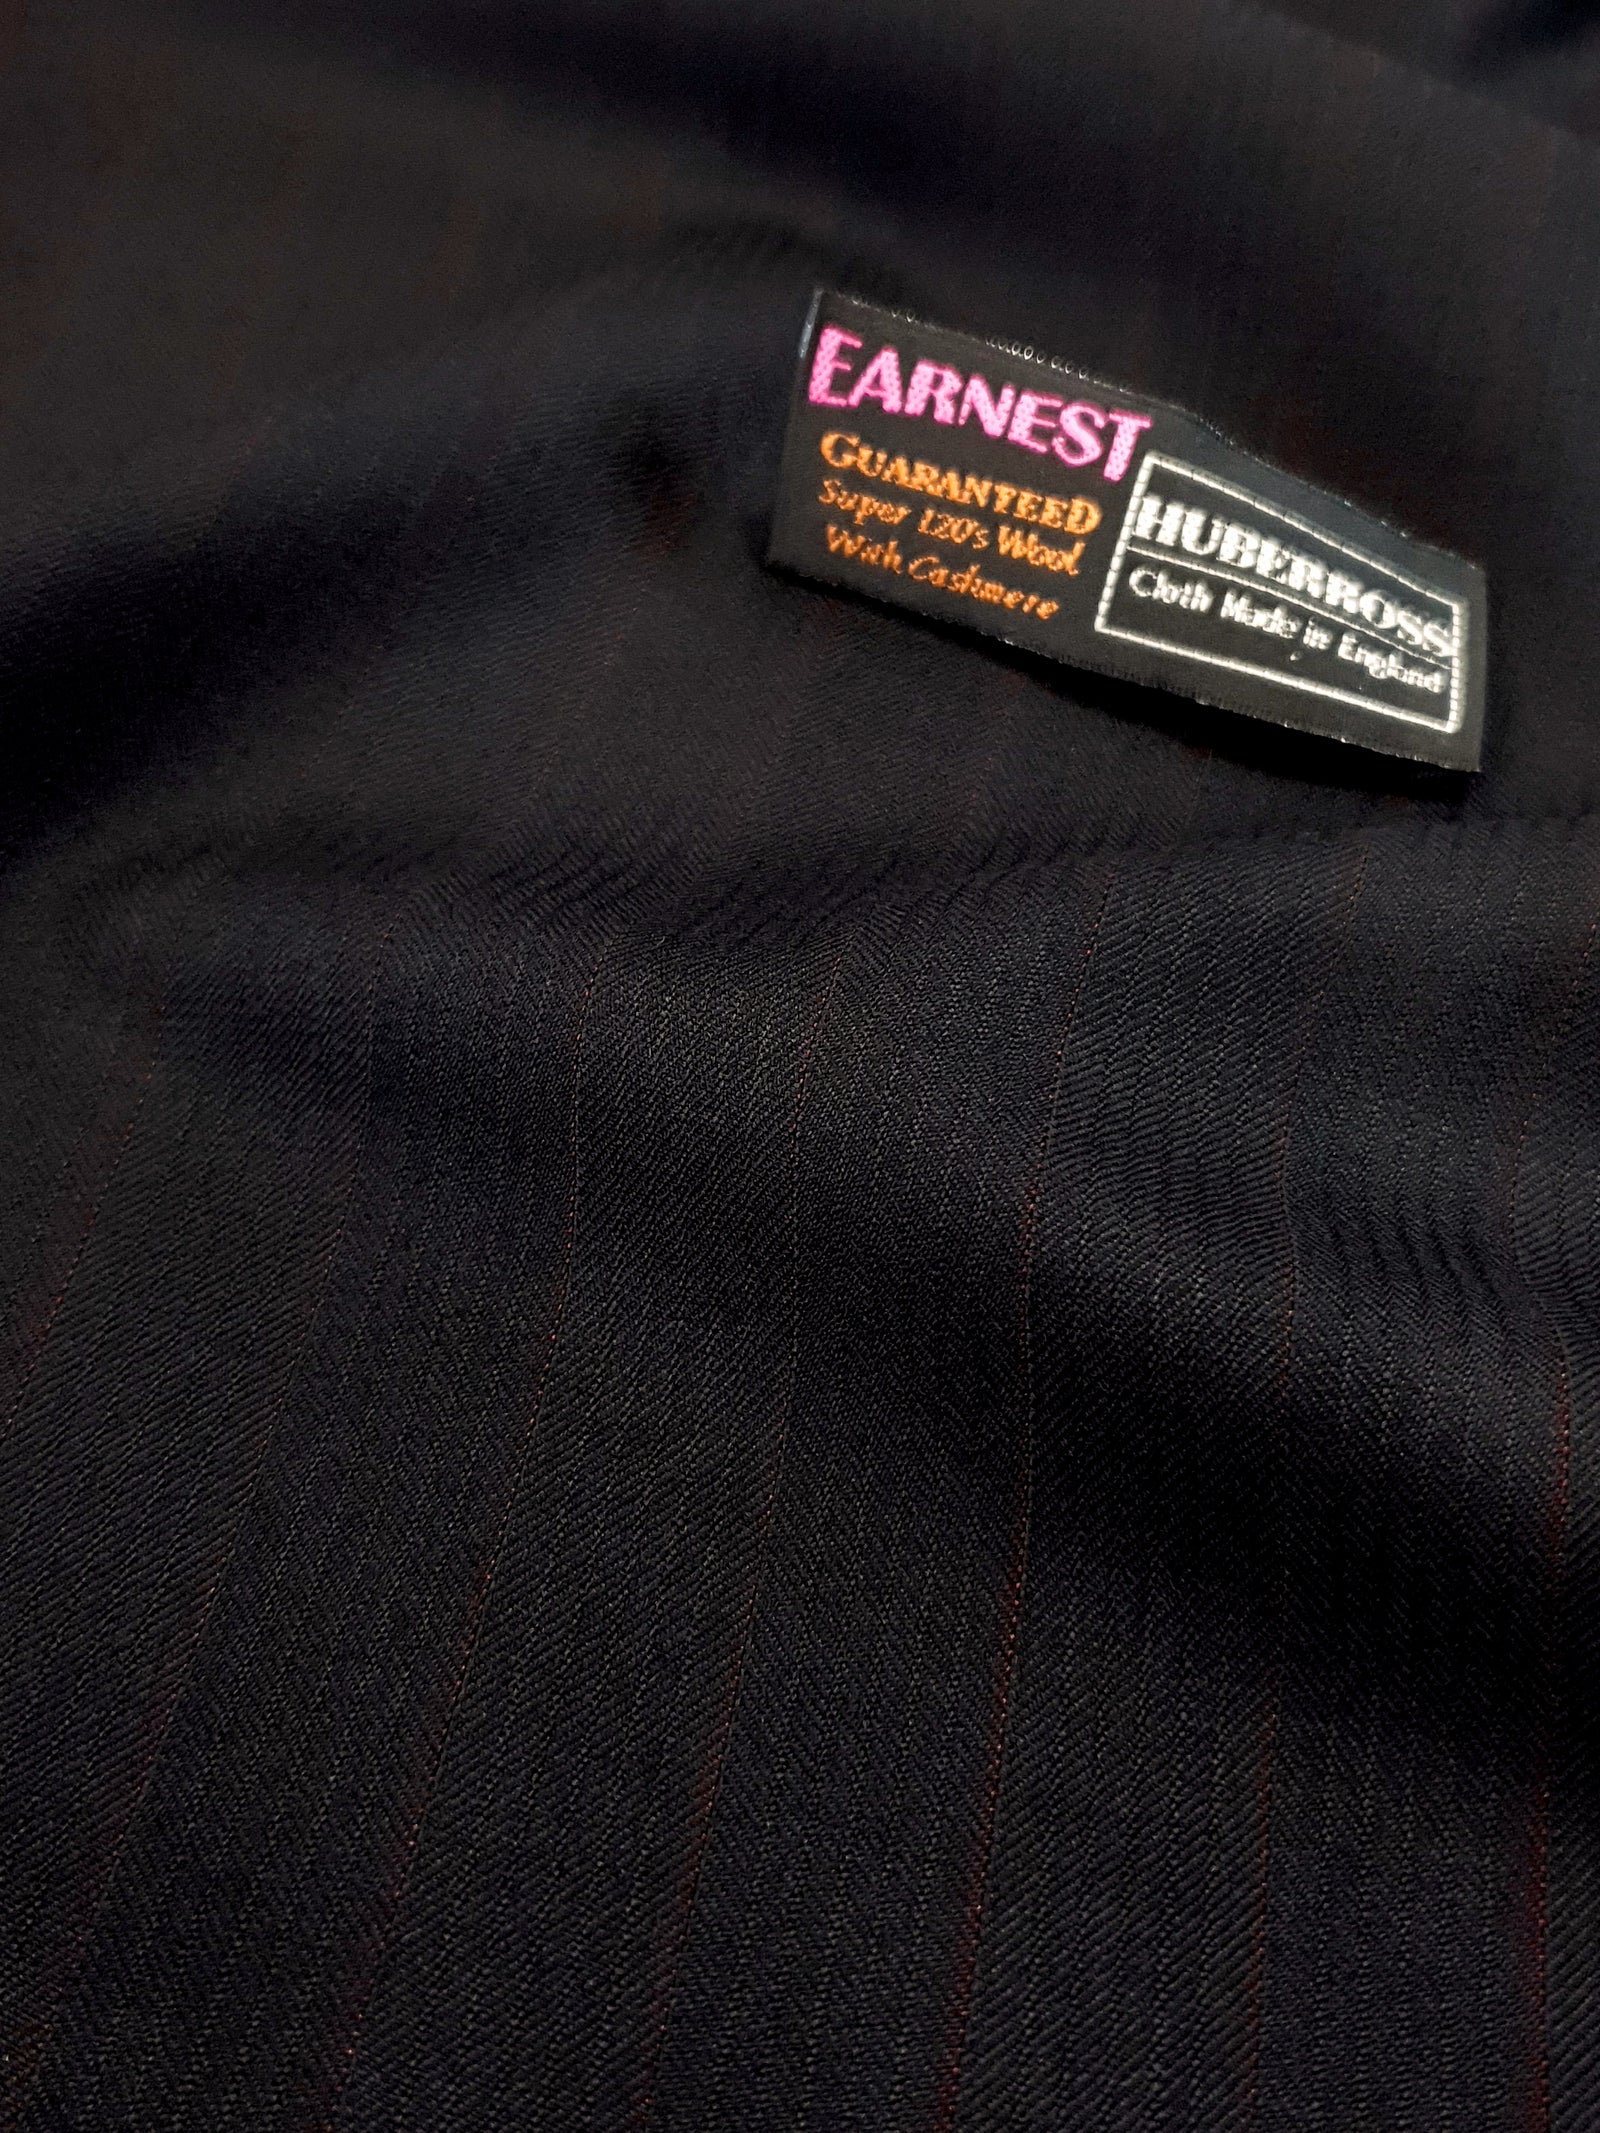 EARNEST
GUARANTEED
Super 120's Wool
With Cashmere
HUBERROSS
Cloth Made in England